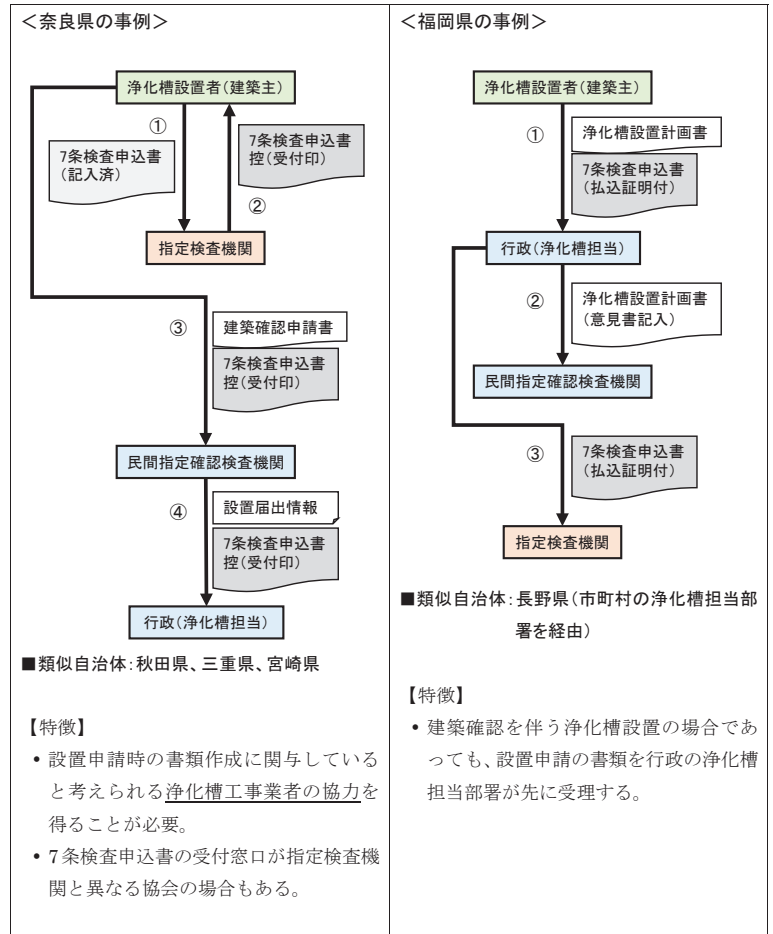 ＜奈良県の事例＞
浄化槽設置者(建築主)
①
7条検査申込書
(記入済)
7条検査申込書
控(受付印)
②
指定検査機関
③
建築確認申請書
7条検査申込書
控(受付印)
民間指定確認検査機関
④
設置届出情報
7条検査申込書
控(受付印)
行政(浄化槽担当)
■類似自治体:秋田県、三重県、宮崎県
【特徴】
• 設置申請時の書類作成に関与している
と考えられる浄化槽工事業者の協力を
得ることが必要。
• 7条検査申込書の受付窓口が指定検査機
関と異なる協会の場合もある。
＜福岡県の事例＞
浄化槽設置者(建築主)
①
浄化槽設置計画書
7条検査申込書
(払込証明付)
行政(浄化槽担当)
②
浄化槽設置計画書
(意見書記入)
民間指定確認検査機関
③
7条検査申込書
(払込証明付)
指定検査機関
■類似自治体:長野県(市町村の浄化槽担当部
署を経由)
【特徴】
• 建築確認を伴う浄化槽設置の場合であ
っても、設置申請の書類を行政の浄化槽
担当部署が先に受理する。